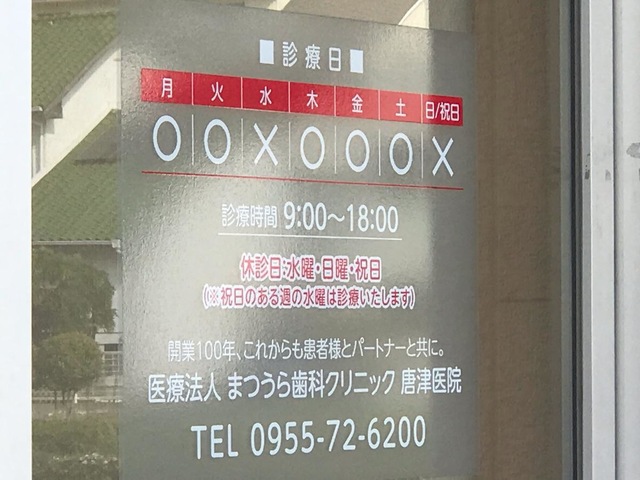 ■診療日■
月 火 水 木 金 土 日/祝日
○ ○ × ○ ○ ○ ×
診療時間 9:00～18:00
休診日:水曜・日曜・祝日
(※祝日のある週の水曜は診療いたします)
開業100年、これからも患者様とパートナーと共に。
医療法人 まつうら歯科クリニック 唐津医院
TEL 0955-72-6200